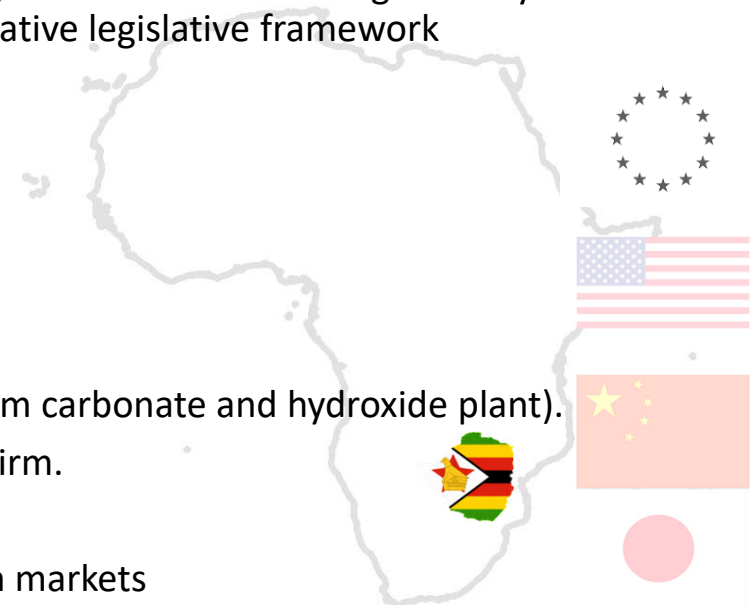 ative legislative framework
m carbonate and hydroxide plant).
irm.
markets